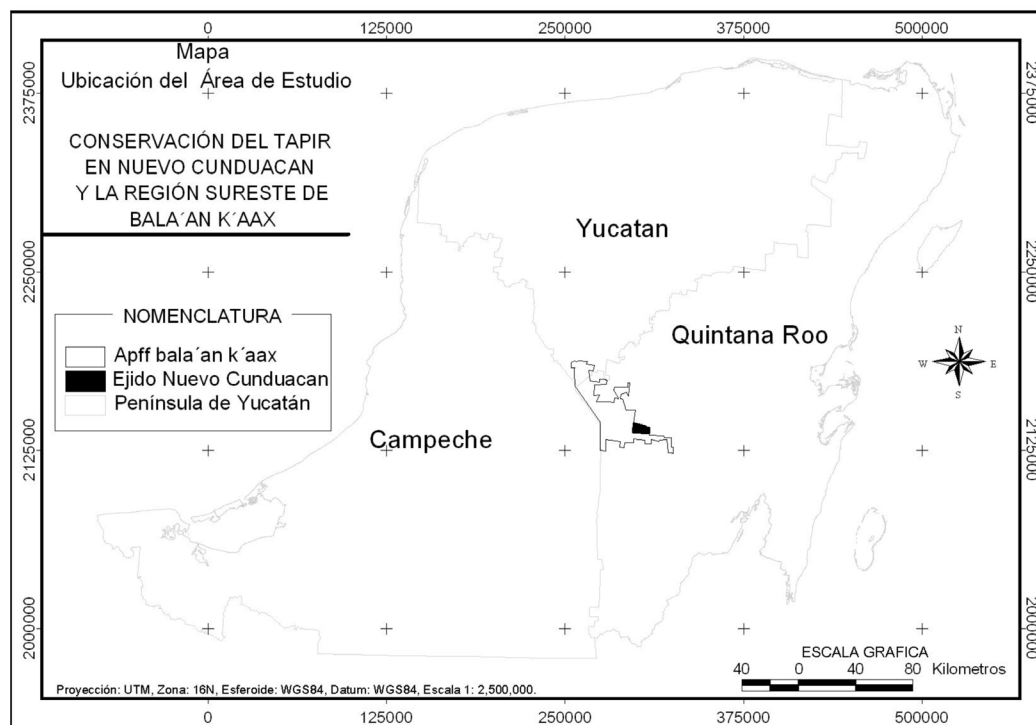 0 125000 250000 375000 500000
Mapa
Ubicación del Área de Estudio
CONSERVACIÓN DEL TAPIR
EN NUEVO CUNDUACAN
Y LA REGIÓN SURESTE DE
BALA´AN K´AAX
2375000 2375000
2250000 2250000
2125000 2125000
2000000 2000000
Yucatan
Quintana Roo
Campeche
NOMENCLATURA
Apff bala´an k´aax
Ejido Nuevo Cunduacan
Península de Yucatán
N
W E
S
ESCALA GRAFICA
40 0 40 80 Kilometros
Proyección: UTM, Zona: 16N, Esferoide: WGS84, Datum: WGS84, Escala 1: 2,500,000.
0 125000 250000 375000 500000